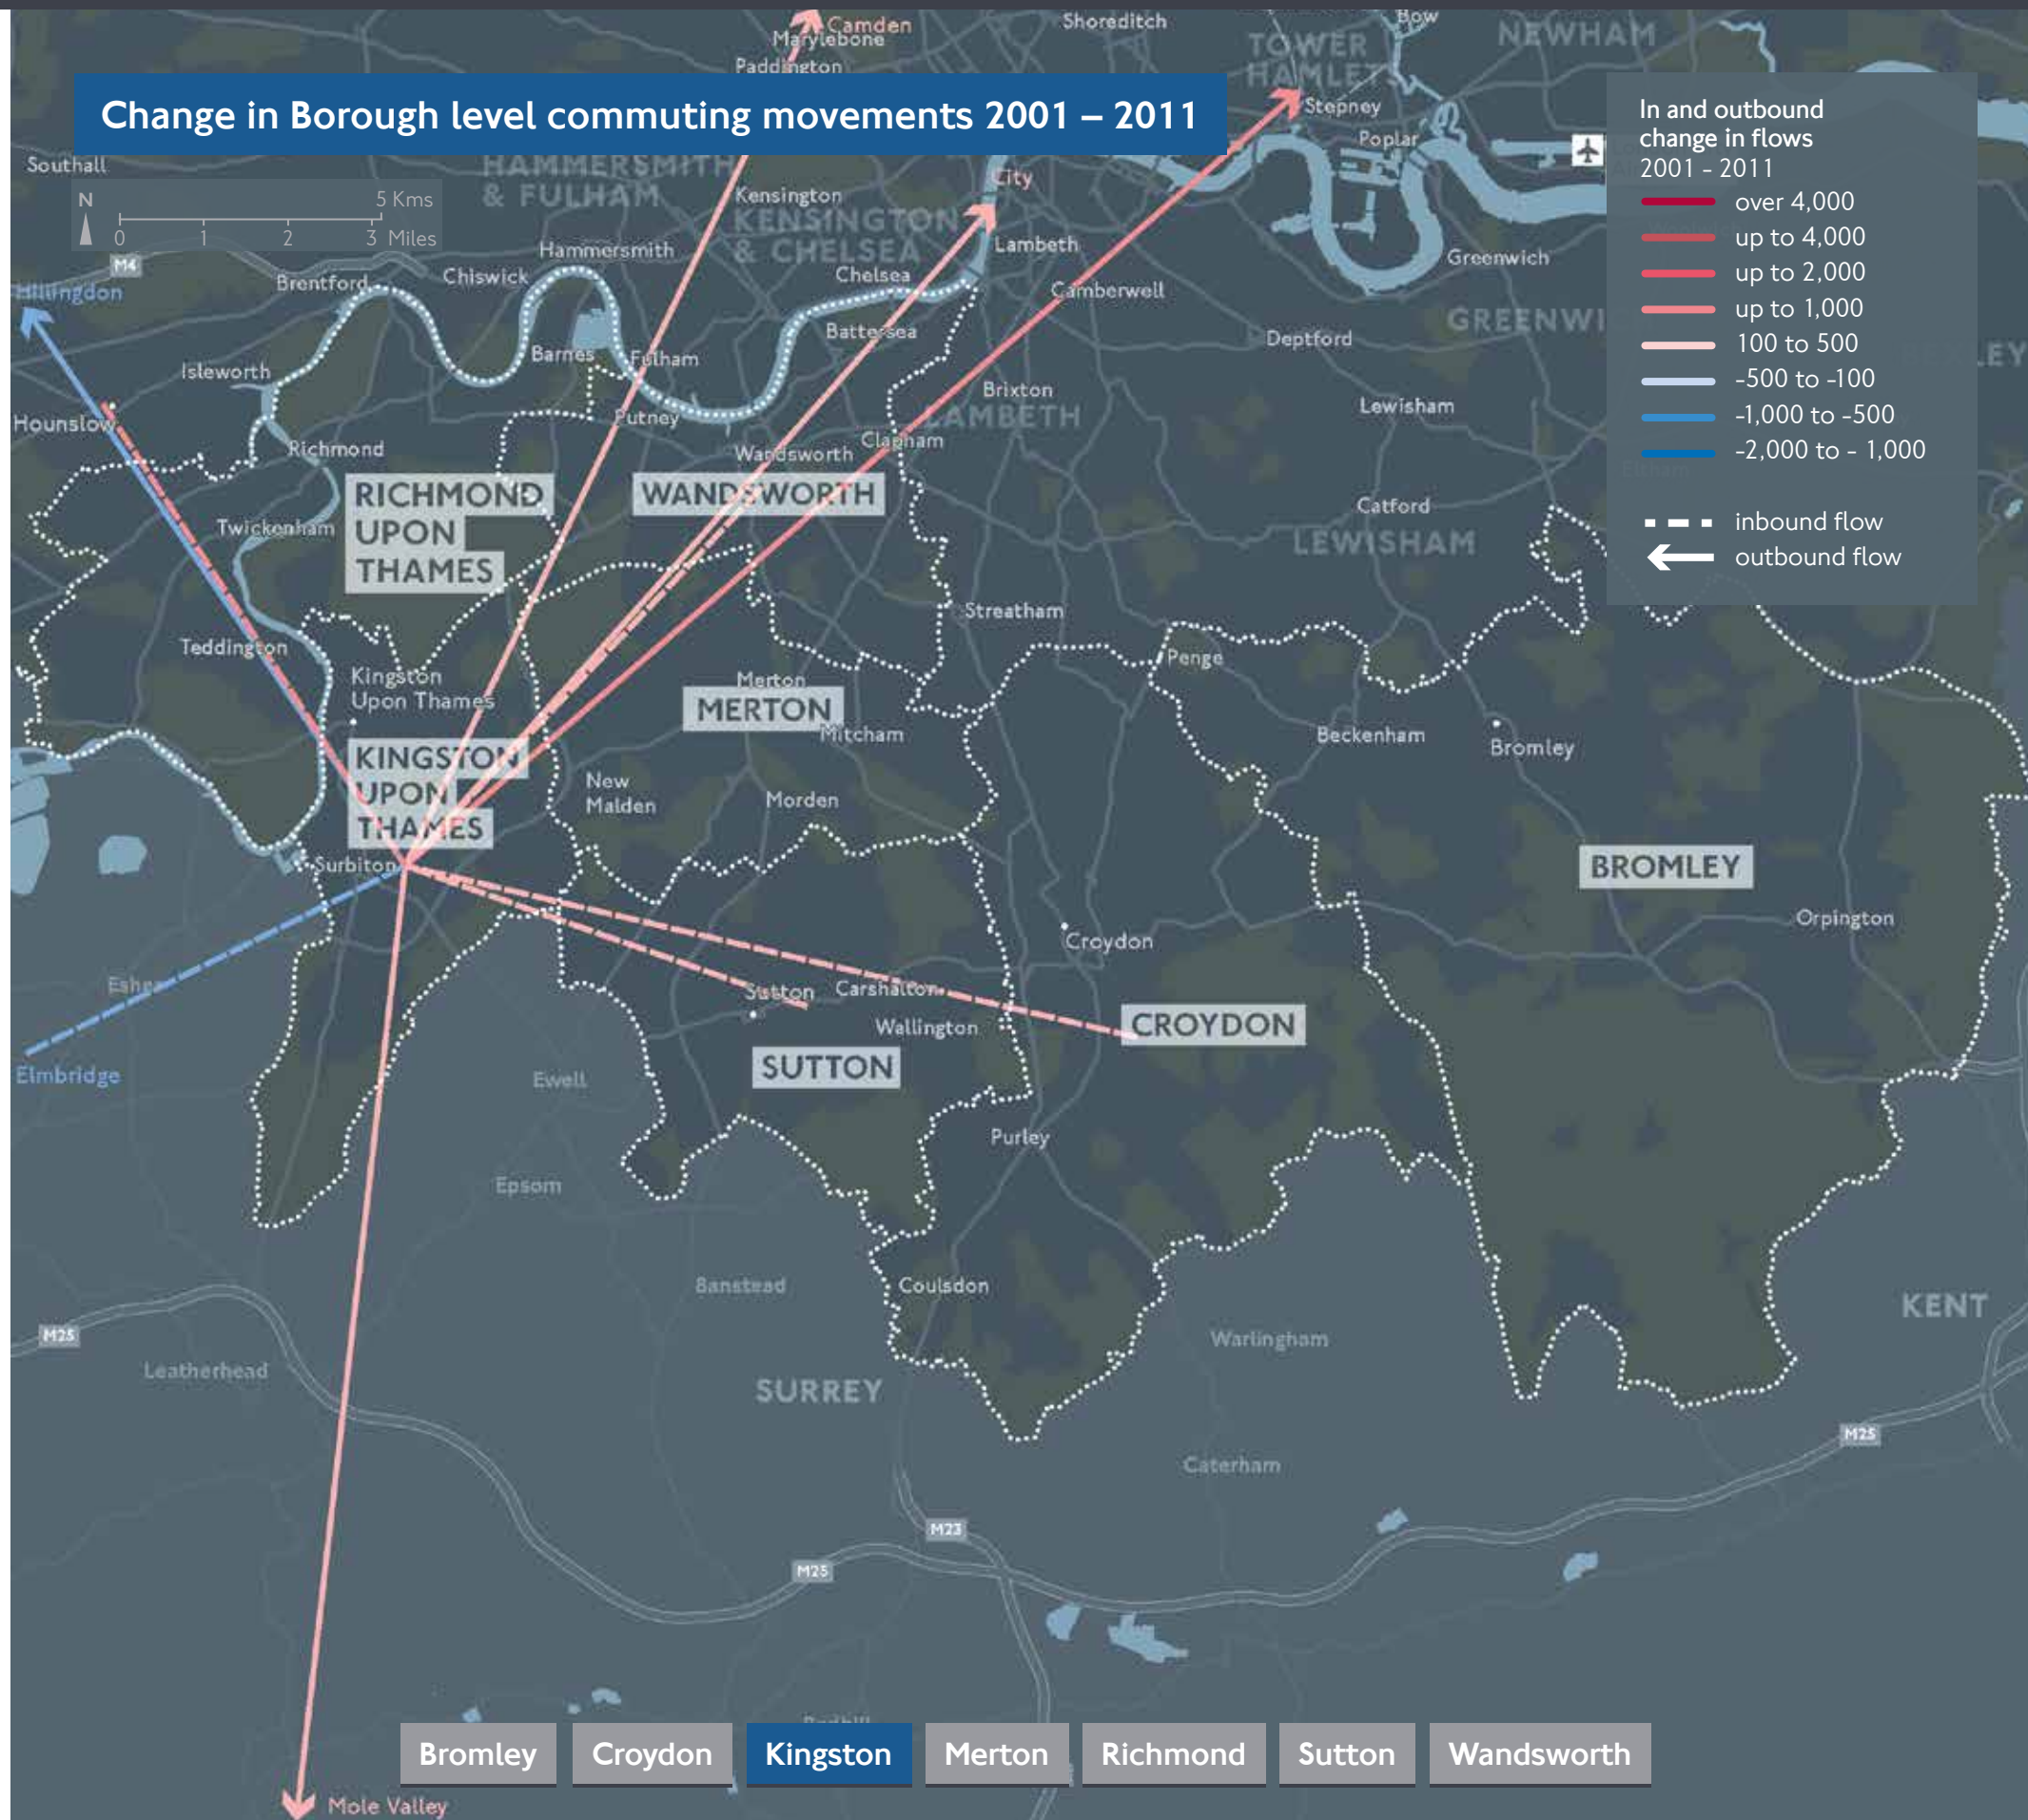 Camden
Marylebone
Paddington
Shoreditch
Bow
TOWER
HAMLET
NEWHAM
Change in Borough level commuting movements 2001 – 2011
Stepney
Poplar
In and outbound
change in flows
2001 - 2011
over 4,000
up to 4,000
up to 2,000
up to 1,000
100 to 500
-500 to -100
-1,000 to -500
-2,000 to - 1,000
inbound flow
outbound flow
Southall
N
5 Kms
0 1 2 3 Miles
HAMMERSMITH
& FULHAM
Kensington
KENSINGTON
& CHELSEA
City
Lambeth
Hammersmith
M4
Hillingdon
Brentford
Chiswick
Chelsea
Camberwell
Greenwich
GREENWI
Battersea
Deptford
Isleworth
Barnes
Fulham
LEY
Brixton
LAMBETH
Lewisham
Hounslow
Putney
Richmond
Wandsworth
Clapham
RICHMOND
UPON
THAMES
WANDSWORTH
Catford
LEWISHAM
Twickenham
Streatham
Teddington
Penge
Kingston
Upon Thames
Merton
MERTON
Mitcham
Beckenham
Bromley
KINGSTON
UPON
THAMES
New
Malden
Morden
Surbiton
BROMLEY
Orpington
Croydon
Esher
Sutton
Carshalton
Wallington
CROYDON
SUTTON
Elmbridge
Ewell
Purley
Epsom
Banstead
Coulsdon
KENT
M25
Warlingham
Leatherhead
SURREY
M25
Caterham
M23
M25
Bromley
Croydon
Kingston
Merton
Richmond
Sutton
Wandsworth
Mole Valley